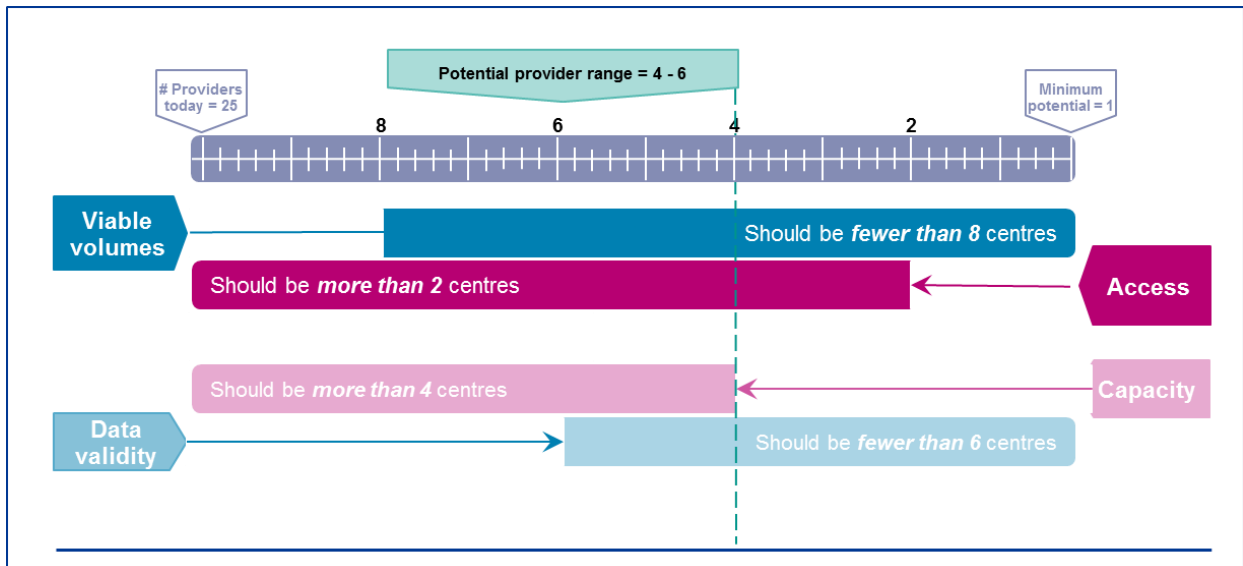 Potential provider range = 4 - 6
# Providers
today = 25
Minimum
potential = 1
8
6
4
2
Viable
volumes
Should be fewer than 8 centres
Should be more than 2 centres
Access
Should be more than 4 centres
Capacity
Data
validity
Should be fewer than 6 centres